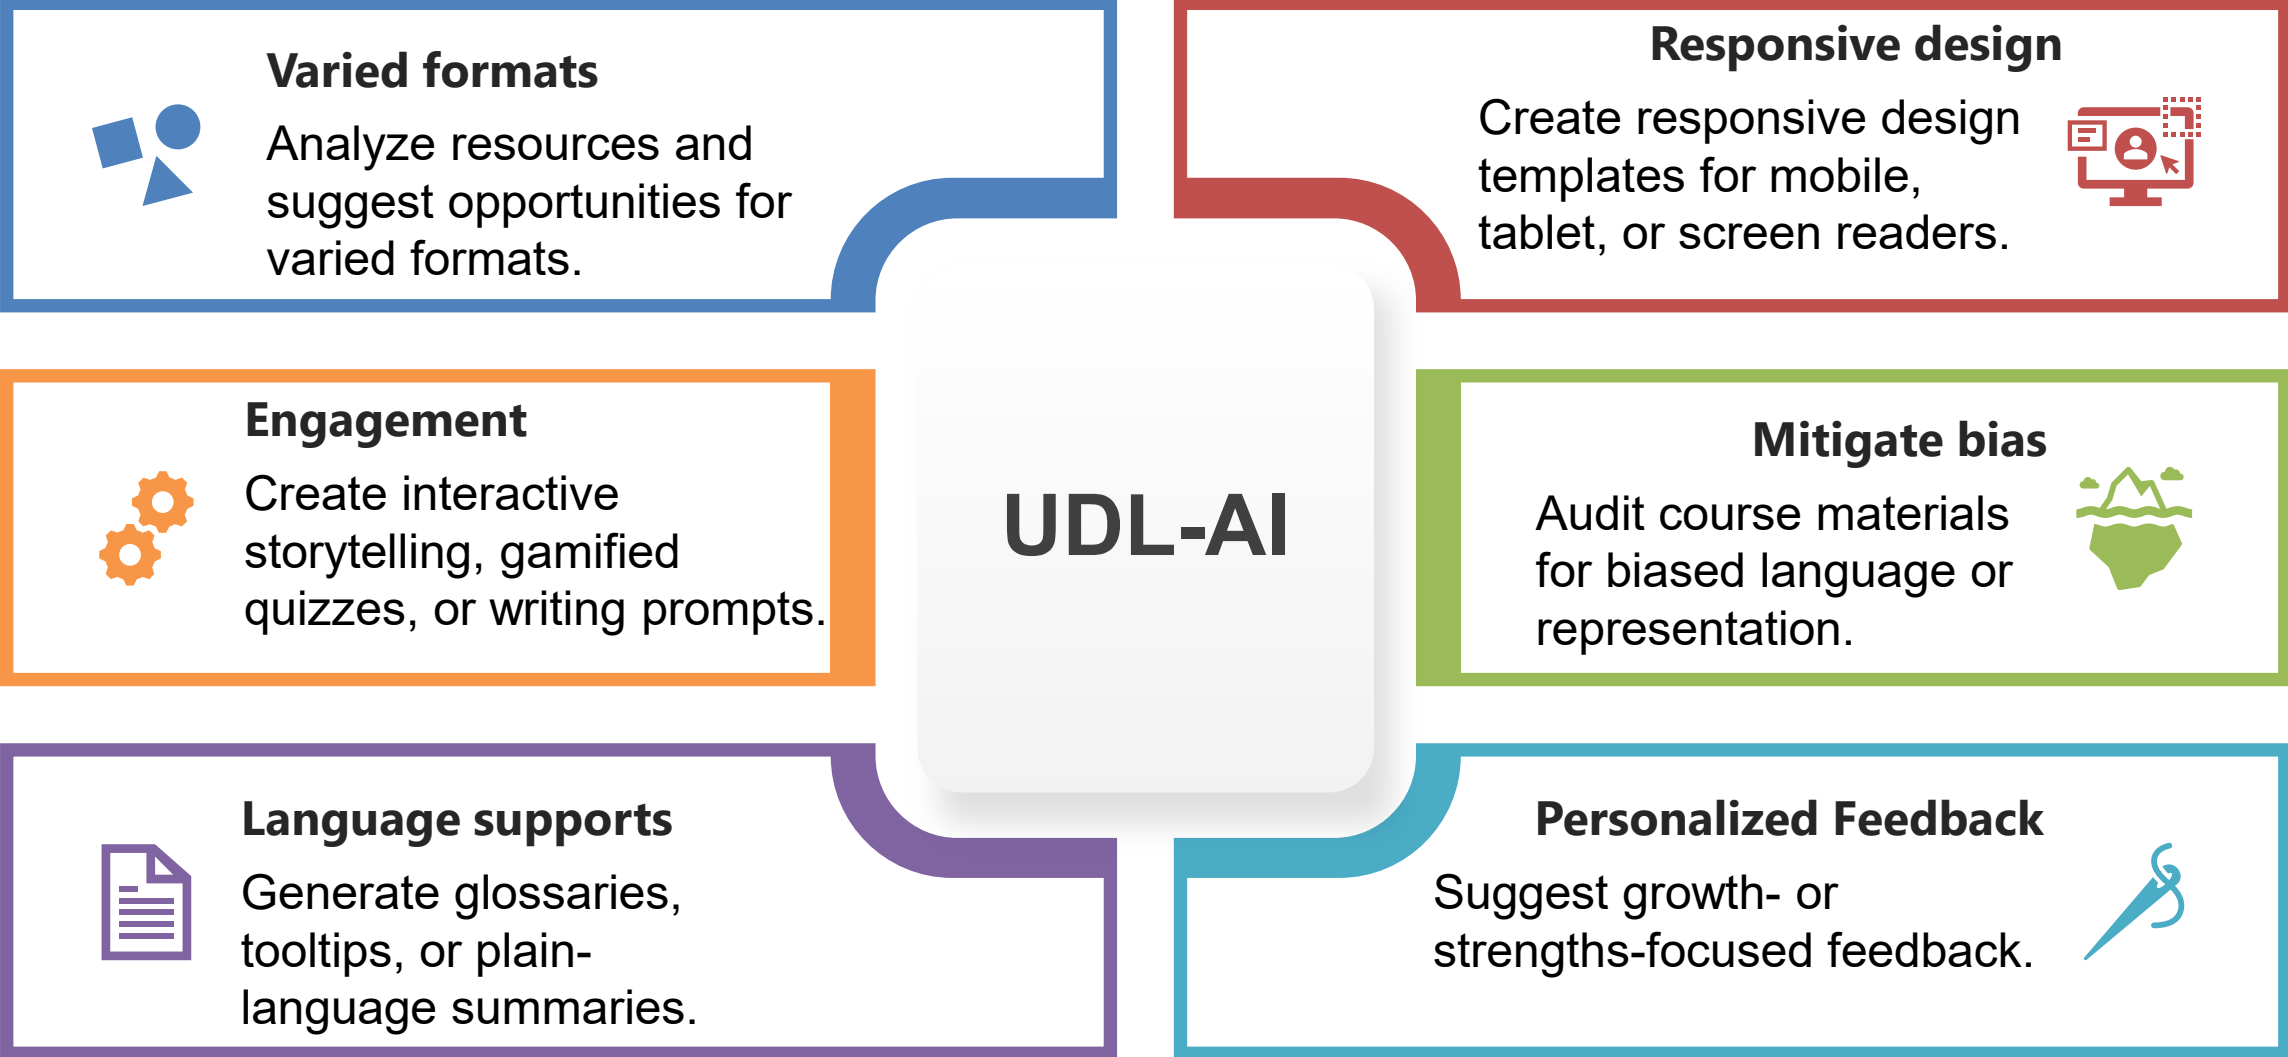 Varied formats
Analyze resources and
suggest opportunities for
varied formats.
Responsive design
Create responsive design
templates for mobile,
tablet, or screen readers.
Engagement
Create interactive
storytelling, gamified
quizzes, or writing prompts.
UDL-AI
Mitigate bias
Audit course materials
for biased language or
representation.
Language supports
Generate glossaries,
tooltips, or plain-
language summaries.
Personalized Feedback
Suggest growth- or
strengths-focused feedback.